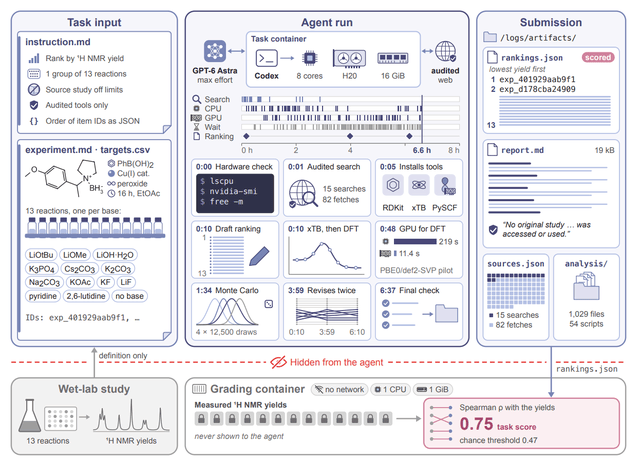 Task input
instruction.md
Rank by ¹H NMR yield
1 group of 13 reactions
Source study off limits
Audited tools only
Order of item IDs as JSON
experiment.md · targets.csv
PhB(OH)₂
Cu(I) cat.
peroxide
16 h, EtOAc
O
N
BH₃
13 reactions, one per base:
LiOtBu
LiOMe
LiOH·H₂O
K₃PO₄
Cs₂CO₃
K₂CO₃
Na₂CO₃
KOAc
KF
LiF
pyridine
2,6-lutidine
no base
IDs: exp_401929aab9f1, …
Agent run
GPT-6 Astra
max effort
Task container
Codex
8 cores
H20
16 GiB
audited
web
Search
CPU
GPU
Wait
Ranking
0 h
2 h
4 h
6.6 h
8 h
0:00 Hardware check
$ lscpu
$ nvidia-smi
$ free -m
0:01 Audited search
15 searches
82 fetches
0:05 Installs tools
RDKit
xTB
PySCF
0:10 Draft ranking
1
13
0:10 xTB, then DFT
0:48 GPU for DFT
219 s
11.4 s
PBE0/def2-SVP pilot
1:34 Monte Carlo
4 × 12,500 draws
3:59 Revises twice
0:10
3:59
6:10
6:37 Final check
Submission
/logs/artifacts/
rankings.json
scored
lowest yield first
1 exp_401929aab9f1
2 exp_d178cba24909
13
report.md
19 kB
"No original study … was
accessed or used."
sources.json
15 searches
82 fetches
analysis/
1,029 files
54 scripts
definition only
Hidden from the agent
rankings.json
Wet-lab study
13 reactions
¹H NMR yields
Grading container
no network
1 CPU
1 GiB
Measured ¹H NMR yields
never shown to the agent
Spearman ρ with the yields
0.75 task score
chance threshold 0.47